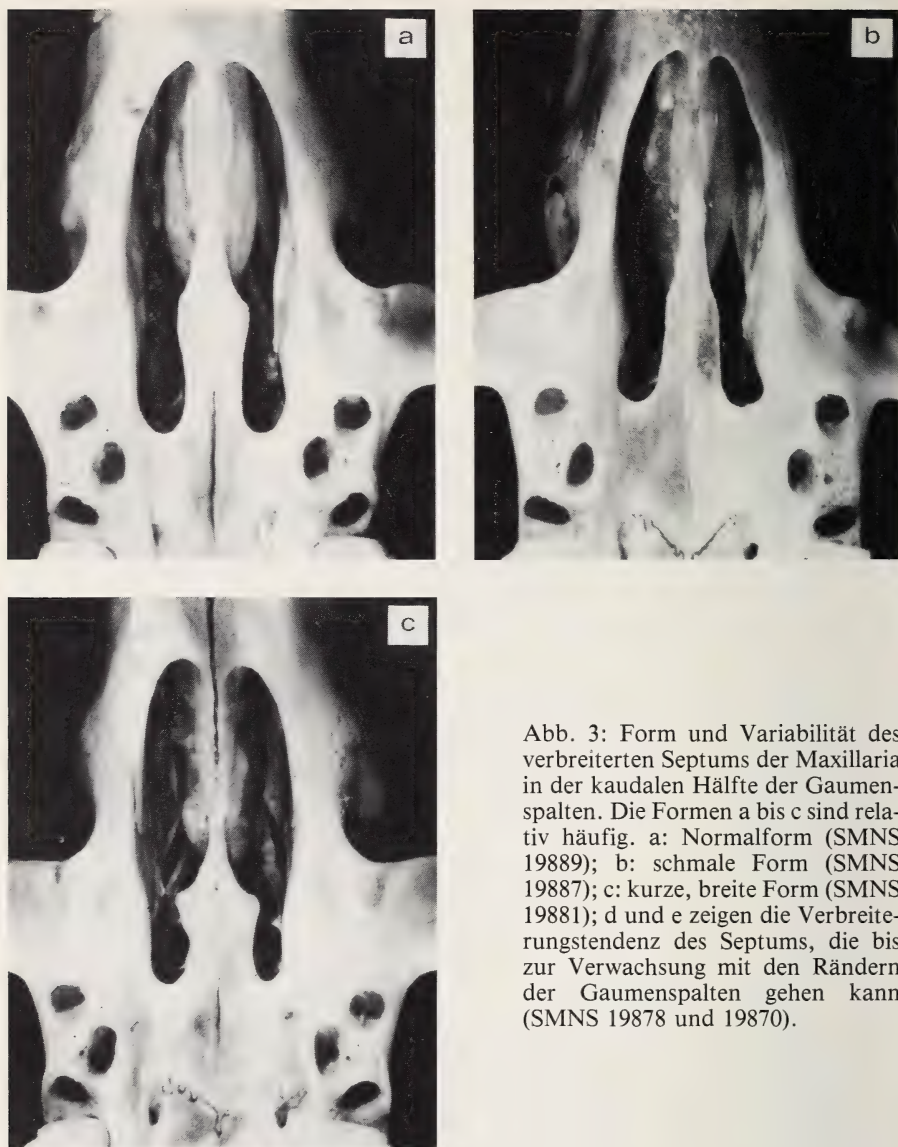 a
b
c
Abb. 3: Form und Variabilität des
verbreiterten Septums der Maxillaria
in der kaudalen Hälfte der Gaumen-
spalten. Die Formen a bis c sind rela-
tiv häufig. a: Normalform (SMNS
19889); b: schmale Form (SMNS
19887); c: kurze, breite Form (SMNS
19881); d und e zeigen die Verbreite-
rungstendenz des Septums, die bis
zur Verwachsung mit den Rändern
der Gaumenspalten gehen kann
(SMNS 19878 und 19870).